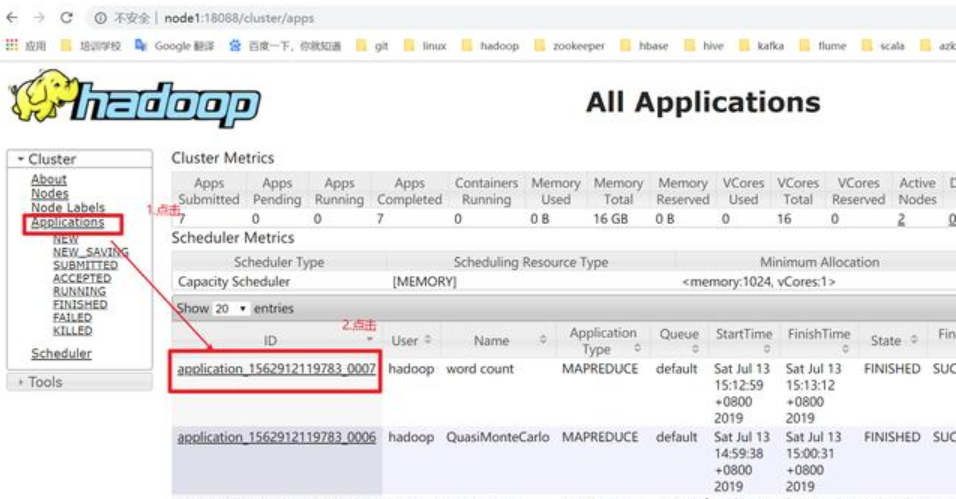 不安全 | node1:18088/cluster/apps
应用 培训学校 Google 翻译 百度一下，你就知道 git linux hadoop zookeeper hbase hive kafka flume scala azk
hadoop
All Applications
Cluster
About
Nodes
Node Labels
1.点击
Applications
NEW
NEW_SAVING
SUBMITTED
ACCEPTED
RUNNING
FINISHED
FAILED
KILLED
Scheduler
Tools
Cluster Metrics
Apps Submitted Apps Pending Apps Running Apps Completed Containers Running Memory Used Memory Total Memory Reserved VCores Used VCores Total VCores Reserved Active Nodes D
7 0 0 7 0 0 B 16 GB 0 B 0 16 0 2 0
Scheduler Metrics
Scheduler Type Scheduling Resource Type Minimum Allocation
Capacity Scheduler [MEMORY] <memory:1024, vCores:1>
Show 20 entries
2.点击
ID User Name Application Type Queue StartTime FinishTime State Fin
application_1562912119783_0007 hadoop word count MAPREDUCE default Sat Jul 13 15:12:59 +0800 2019 Sat Jul 13 15:13:12 +0800 2019 FINISHED SUC
application_1562912119783_0006 hadoop QuasiMonteCarlo MAPREDUCE default Sat Jul 13 14:59:38 +0800 2019 Sat Jul 13 15:00:31 +0800 2019 FINISHED SUC